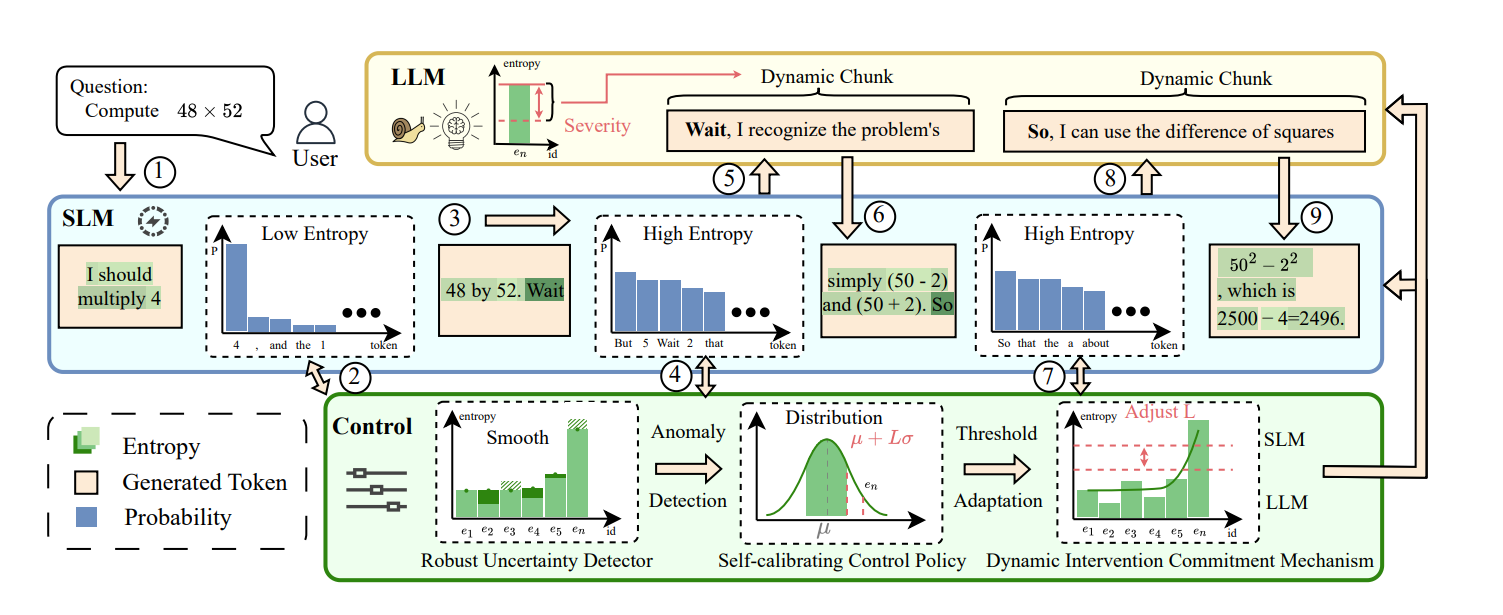 Question:
Compute 48 × 52
User
①
LLM
entropy
e_n
id
Severity
Dynamic Chunk
Wait, I recognize the problem's
Dynamic Chunk
So, I can use the difference of squares
⑤
⑥
⑧
⑨
SLM
I should
multiply 4
Low Entropy
P
4 , and the 1
token
③
48 by 52. Wait
High Entropy
P
But 5 Wait 2 that
token
simply (50 - 2)
and (50 + 2). So
High Entropy
P
So that the a about
token
50² − 2²
, which is
2500 − 4=2496.
②
④
⑦
Entropy
Generated Token
Probability
Control
entropy
Smooth
e₁ e₂ e₃ e₄ e₅ e_n id
Robust Uncertainty Detector
Anomaly
Detection
Distribution
μ + Lσ
e_n
μ
Self-calibrating Control Policy
Threshold
Adaptation
entropy
Adjust L
e₁ e₂ e₃ e₄ e₅ e_n id
Dynamic Intervention Commitment Mechanism
SLM
LLM